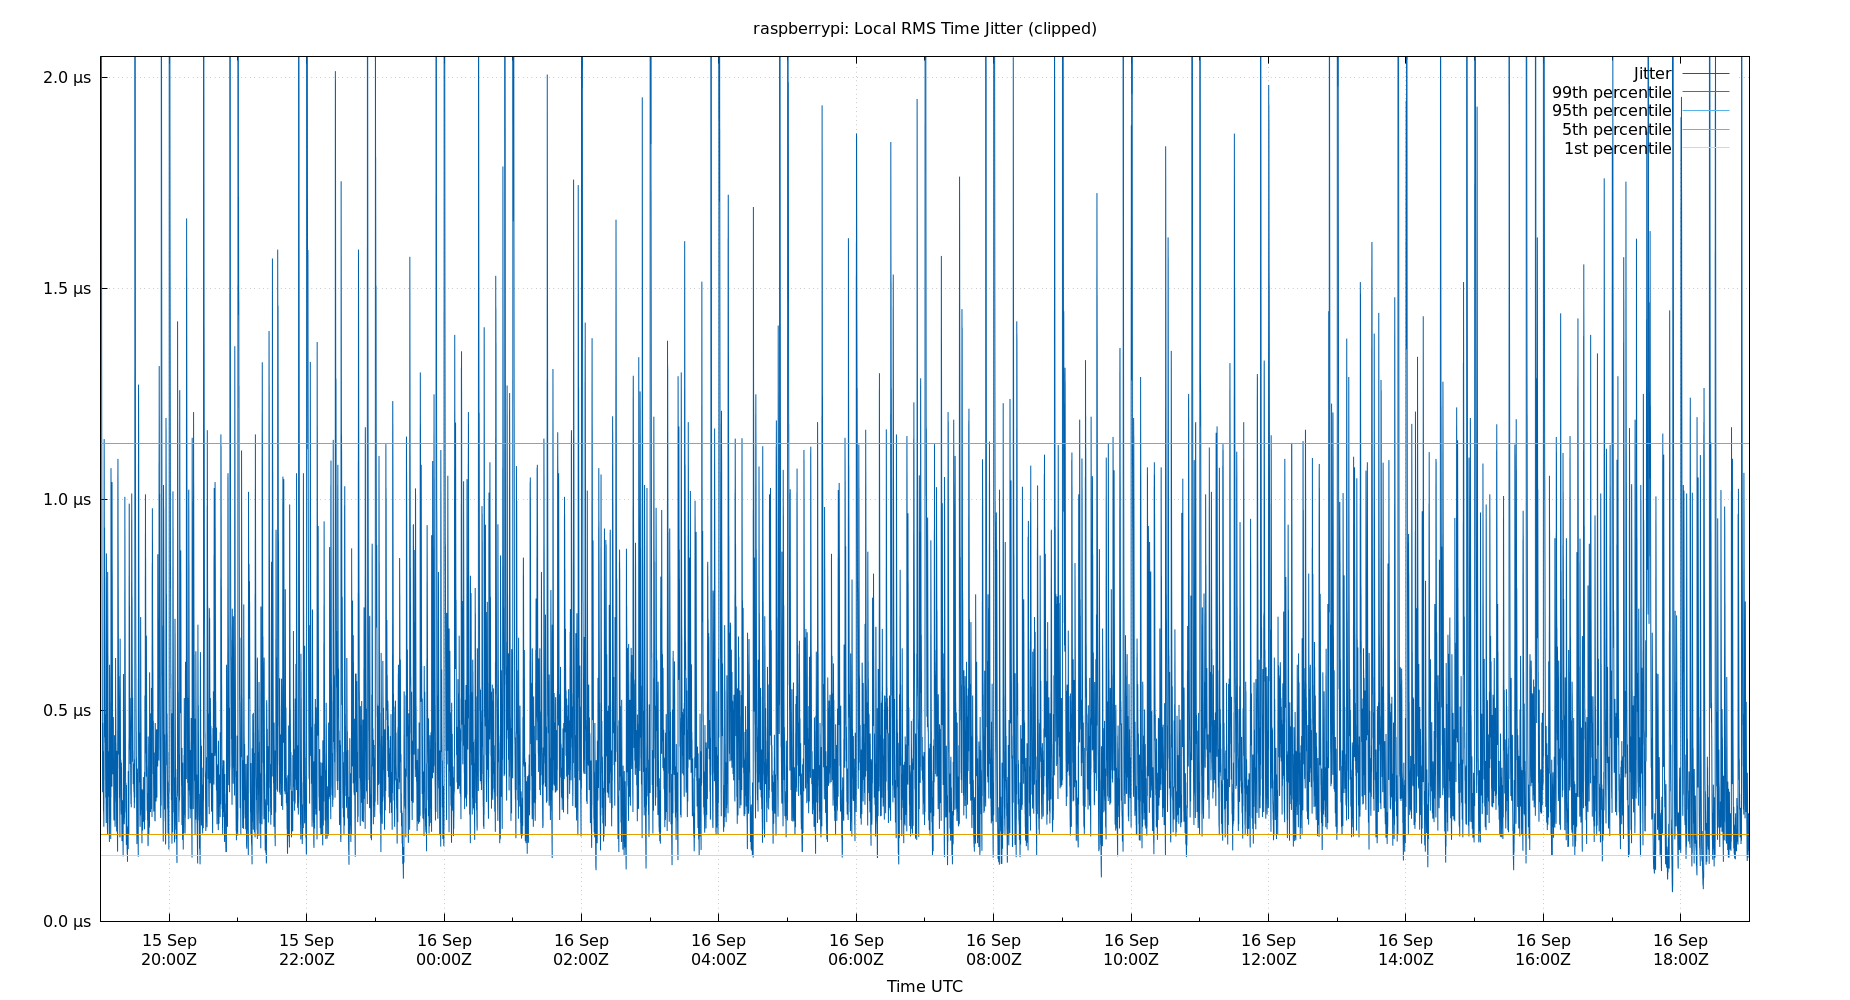 raspberrypi: Local RMS Time Jitter (clipped)
2.0 μs
1.5 μs
1.0 μs
0.5 μs
0.0 μs
Jitter
99th percentile
95th percentile
5th percentile
1st percentile
15 Sep
20:00Z
15 Sep
22:00Z
16 Sep
00:00Z
16 Sep
02:00Z
16 Sep
04:00Z
16 Sep
06:00Z
16 Sep
08:00Z
16 Sep
10:00Z
16 Sep
12:00Z
16 Sep
14:00Z
16 Sep
16:00Z
16 Sep
18:00Z
Time UTC